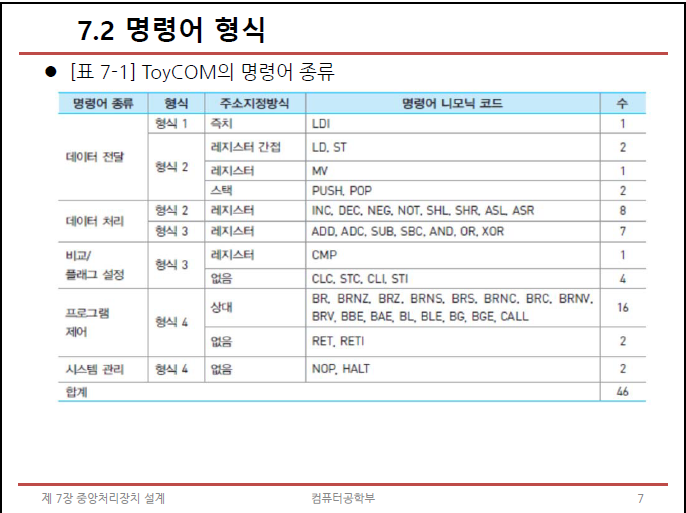 7.2 명령어 형식
● [표 7-1] ToyCOM의 명령어 종류
명령어 종류 형식 주소지정방식 명령어 니모닉 코드 수
데이터 전달 형식 1 즉치 LDI 1
형식 2 레지스터 간접 LD, ST 2
레지스터 MV 1
스택 PUSH, POP 2
데이터 처리 형식 2 레지스터 INC, DEC, NEG, NOT, SHL, SHR, ASL, ASR 8
형식 3 레지스터 ADD, ADC, SUB, SBC, AND, OR, XOR 7
비교/
플래그 설정 형식 3 레지스터 CMP 1
없음 CLC, STC, CLI, STI 4
프로그램
제어 형식 4 상대 BR, BRNZ, BRZ, BRNS, BRS, BRNC, BRC, BRNV,
BRV, BBE, BAE, BL, BLE, BG, BGE, CALL 16
없음 RET, RETI 2
시스템 관리 형식 4 없음 NOP, HALT 2
합계 46
제 7장 중앙처리장치 설계 컴퓨터공학부 7